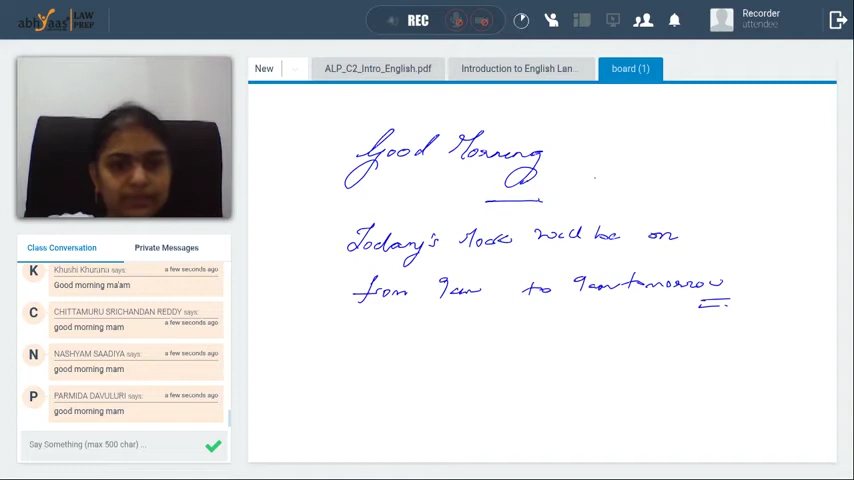 abhyaas LAW
PREP
REC
Recorder
attendee
New
ALP_C2_Intro_English.pdf
Introduction to English Lan...
board (1)
Good Morning
Today's Mock will be on
from 9am to 9am tomorrow
Class Conversation
Private Messages
K
Khushi Khurana says:
a few seconds ago
Good morning ma'am
C
CHITTAMURU SRICHANDAN REDDY says:
a few seconds ago
good morning mam
N
NASHYAM SAADIYA says:
a few seconds ago
good morning mam
P
PARMIDA DAVULURI says:
a few seconds ago
good morning mam
Say Something (max 500 char) ...